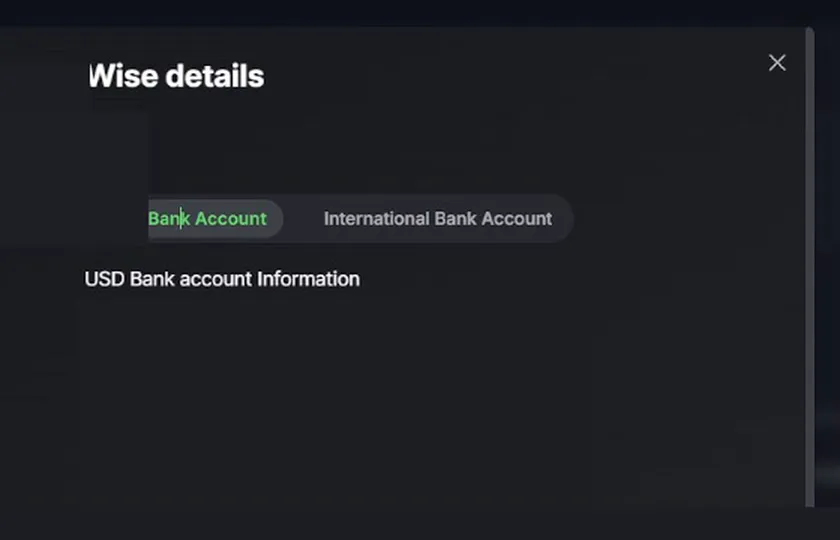 Wise details
Bank Account
International Bank Account
USD Bank account Information